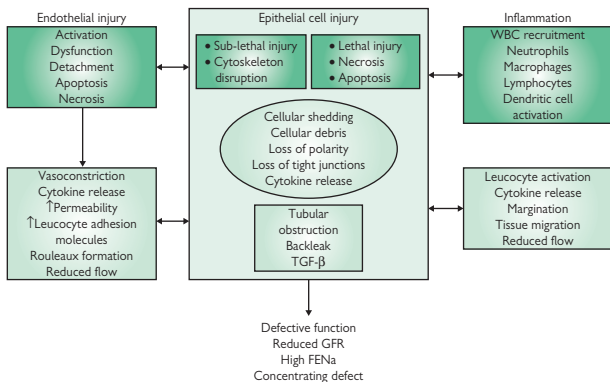 Endothelial injury
Activation
Dysfunction
Detachment
Apoptosis
Necrosis
Vasoconstriction
Cytokine release
↑Permeability
↑Leucocyte adhesion
molecules
Rouleaux formation
Reduced flow
Epithelial cell injury
• Sub-lethal injury
• Cytoskeleton
disruption
• Lethal injury
• Necrosis
• Apoptosis
Cellular shedding
Cellular debris
Loss of polarity
Loss of tight junctions
Cytokine release
Tubular
obstruction
Backleak
TGF-β
Defective function
Reduced GFR
High FENa
Concentrating defect
Inflammation
WBC recruitment
Neutrophils
Macrophages
Lymphocytes
Dendritic cell
activation
Leucocyte activation
Cytokine release
Margination
Tissue migration
Reduced flow